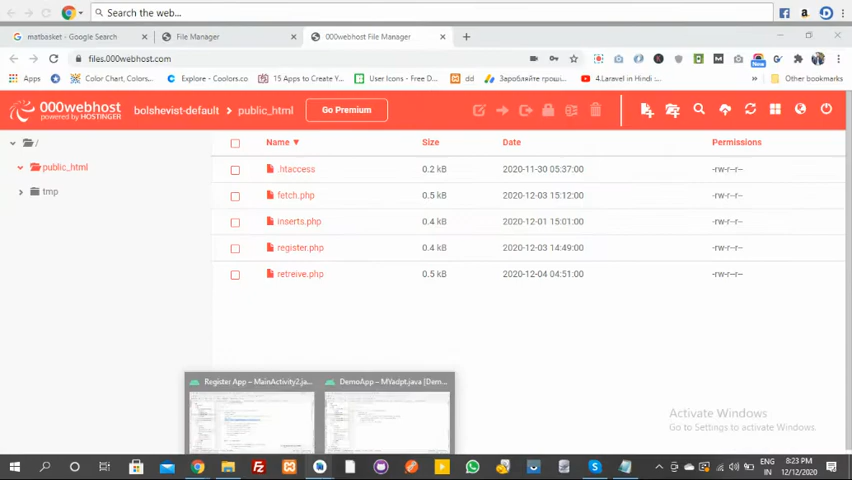 Search the web...
matbasket - Google Search
File Manager
000webhost File Manager
files.000webhost.com
New
Apps
Color Chart, Colors...
Explore - Coolors.co
15 Apps to Create Y...
User Icons - Free D...
dd
Заробляйте гроші...
4.Laravel in Hindi :...
Other bookmarks
000webhost
powered by HOSTINGER
bolshevist-default
public_html
Go Premium
/
public_html
tmp
Name
Size
Date
Permissions
.htaccess
0.2 kB
2020-11-30 05:37:00
-rw-r--r--
fetch.php
0.5 kB
2020-12-03 15:12:00
-rw-r--r--
inserts.php
0.4 kB
2020-12-01 15:01:00
-rw-r--r--
register.php
0.4 kB
2020-12-03 14:49:00
-rw-r--r--
retreive.php
0.5 kB
2020-12-04 04:51:00
-rw-r--r--
Register App – MainActivity2.ja...
DemoApp – MYadpt.java [Dem...
Activate Windows
Go to Settings to activate Windows.
ENG
IN
8:23 PM
12/12/2020